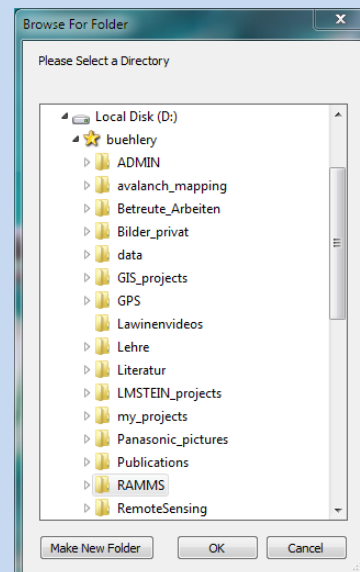 Browse For Folder
Please Select a Directory
Local Disk (D:)
buehlery
ADMIN
avalanch_mapping
Betreute_Arbeiten
Bilder_privat
data
GIS_projects
GPS
Lawinenvideos
Lehre
Literatur
LMSTEIN_projects
my_projects
Panasonic_pictures
Publications
RAMMS
RemoteSensing
Make New Folder OK Cancel